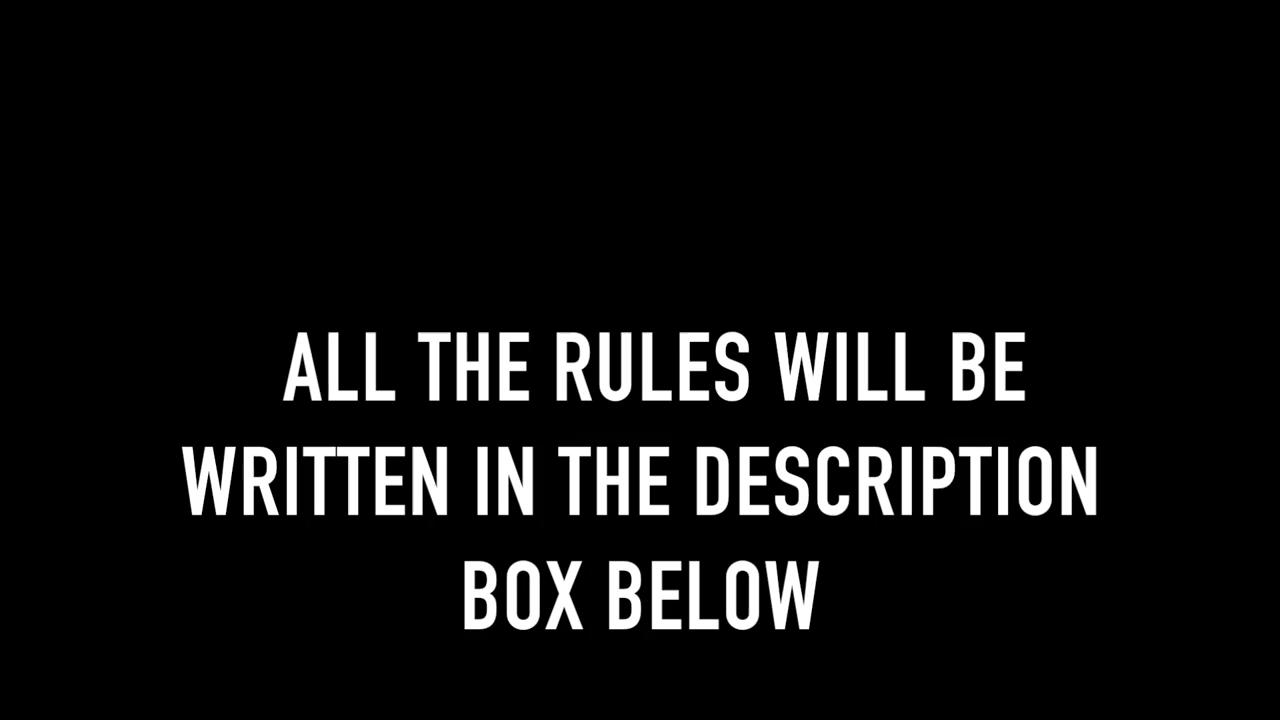 ALL THE RULES WILL BE
WRITTEN IN THE DESCRIPTION
BOX BELOW